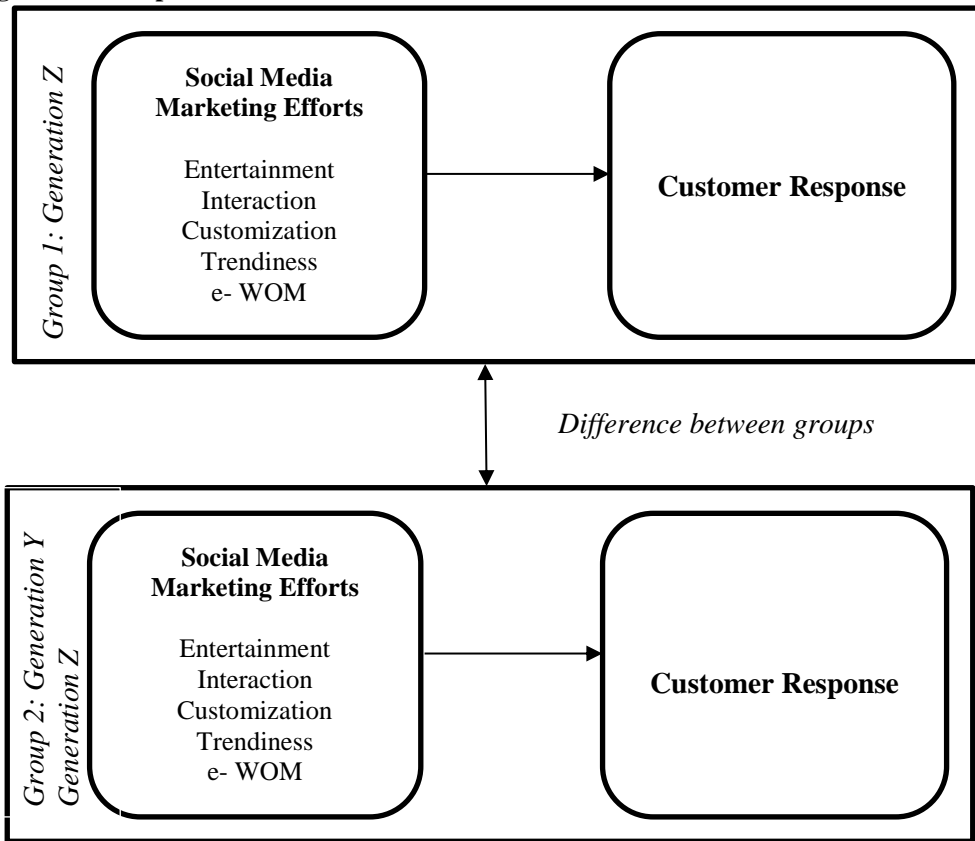 Group 1: Generation Z
Social Media
Marketing Efforts
Entertainment
Interaction
Customization
Trendiness
e- WOM
Customer Response
Difference between groups
Group 2: Generation Y
Generation Z
Social Media
Marketing Efforts
Entertainment
Interaction
Customization
Trendiness
e- WOM
Customer Response